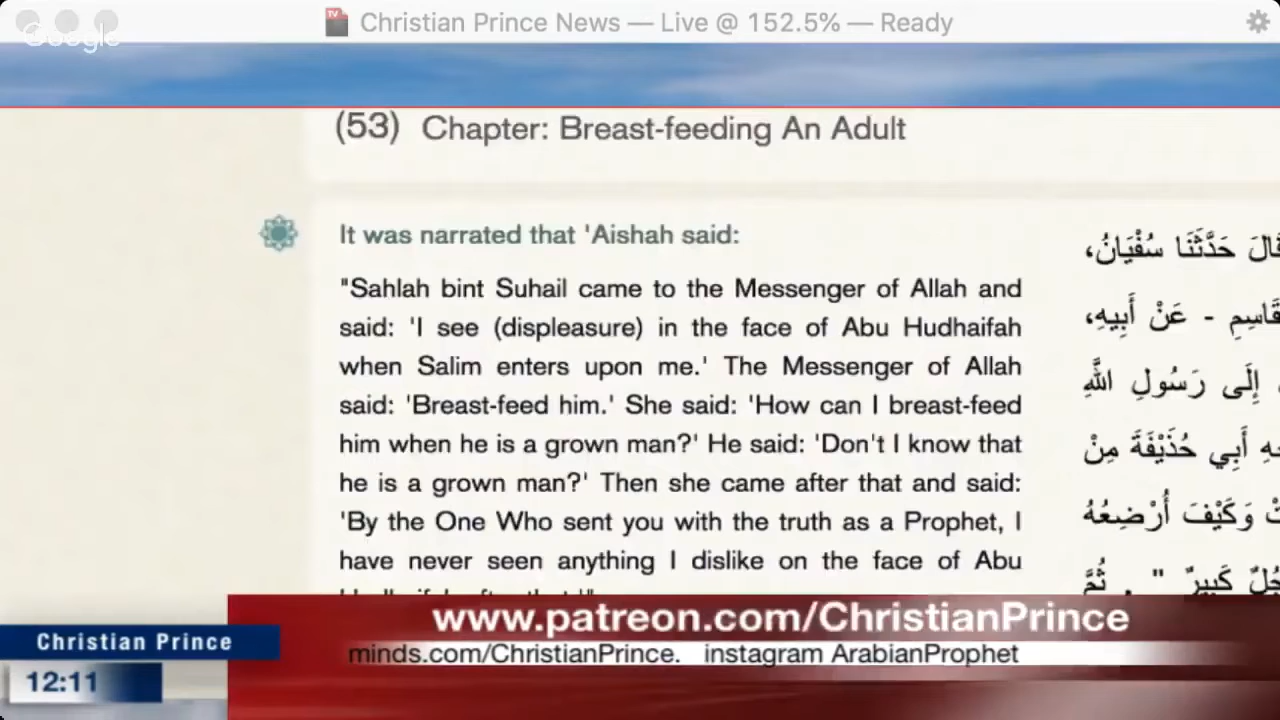 Christian Prince News — Live @ 152.5% — Ready
Google
(53) Chapter: Breast-feeding An Adult
It was narrated that 'Aishah said:
"Sahlah bint Suhail came to the Messenger of Allah and
said: 'I see (displeasure) in the face of Abu Hudhaifah
when Salim enters upon me.' The Messenger of Allah
said: 'Breast-feed him.' She said: 'How can I breast-feed
him when he is a grown man?' He said: 'Don't I know that
he is a grown man?' Then she came after that and said:
'By the One Who sent you with the truth as a Prophet, I
have never seen anything I dislike on the face of Abu
قَالَ حَدَّثَنَا سُفْيَانُ،
عَنْ أَبِيهِ،
إِلَى رَسُولِ اللَّهِ
أَبِي حُذَيْفَةَ مِنْ
وَكَيْفَ أُرْضِعُهُ
كَبِيرٌ " . ثُمَّ
www.patreon.com/ChristianPrince
minds.com/ChristianPrince. instagram ArabianProphet
Christian Prince
12:11
TV